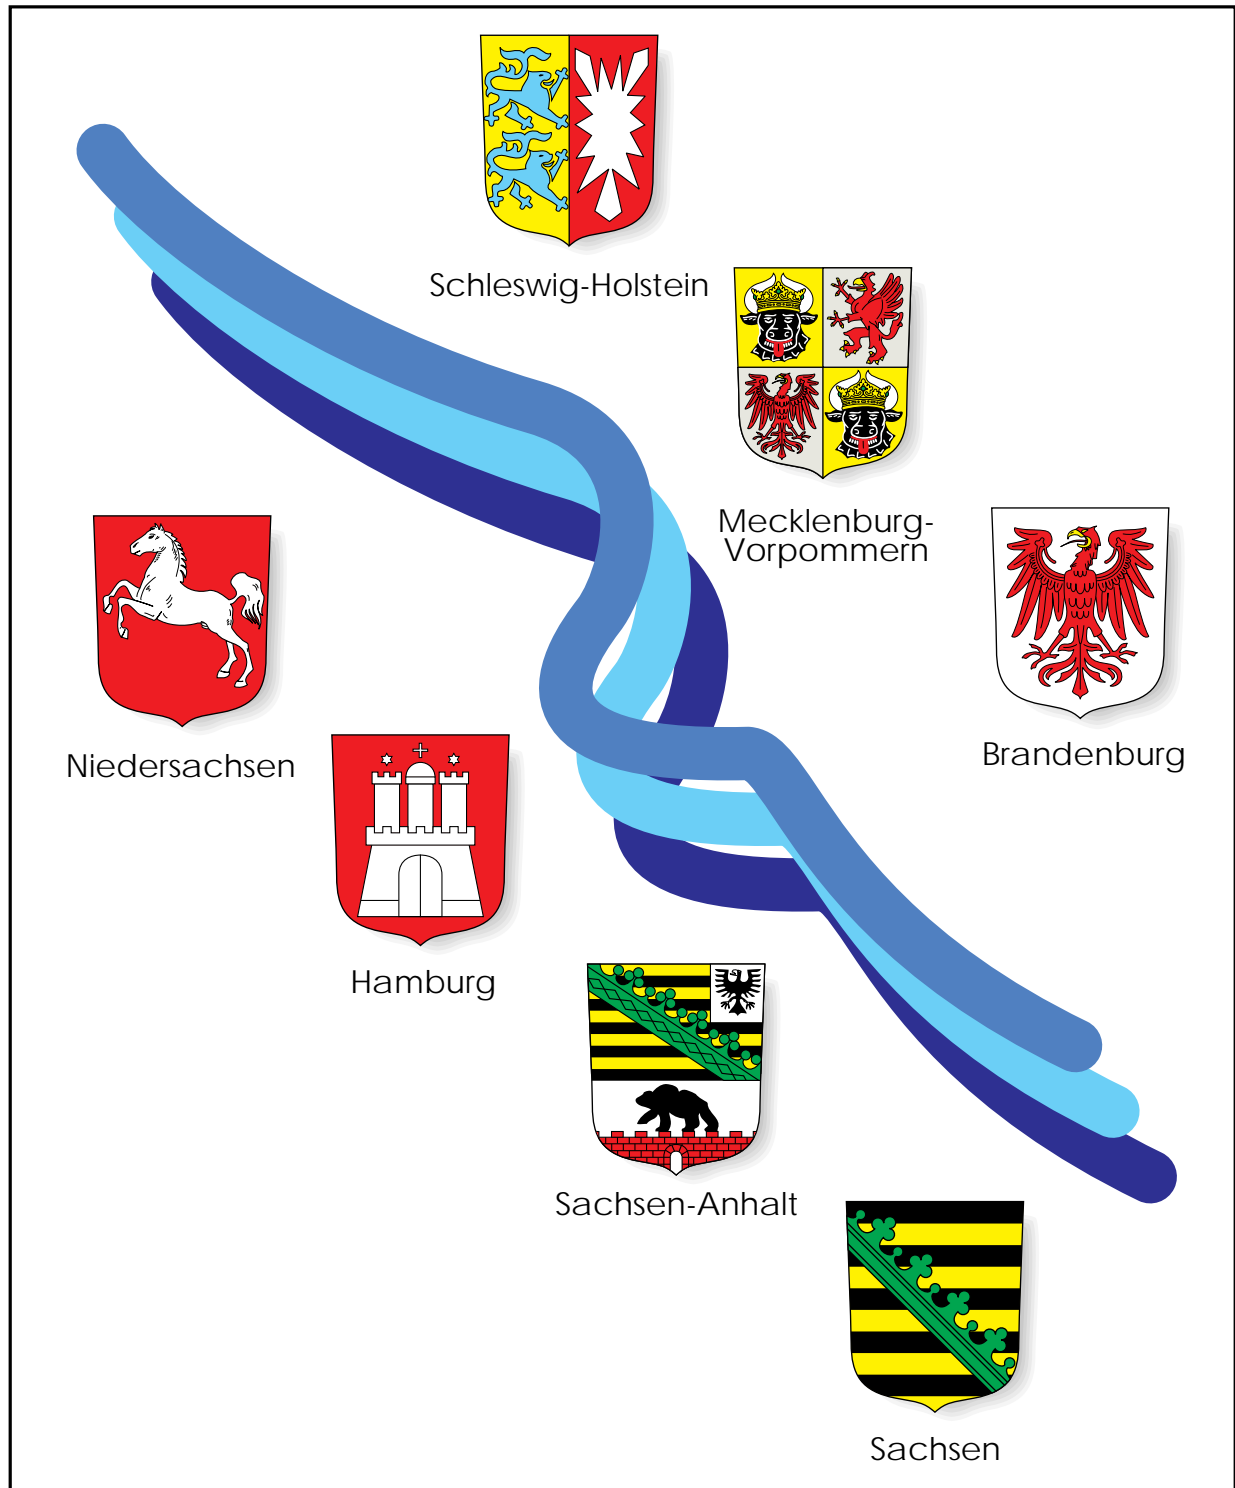 Schleswig-Holstein
Mecklenburg-
Vorpommern
Niedersachsen
Brandenburg
Hamburg
Sachsen-Anhalt
Sachsen